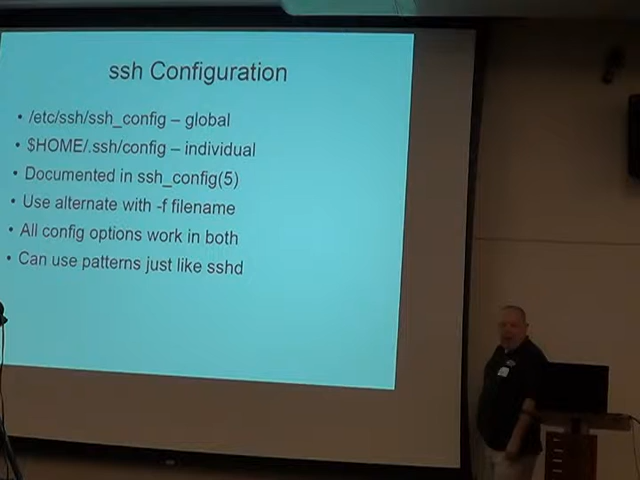 ssh Configuration
• /etc/ssh/ssh_config – global
• $HOME/.ssh/config – individual
• Documented in ssh_config(5)
• Use alternate with -f filename
• All config options work in both
• Can use patterns just like sshd